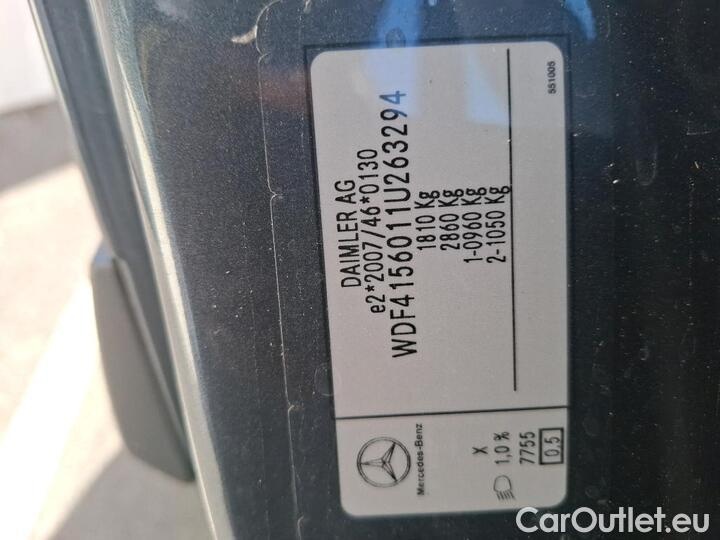 DAIMLER AG
e2*2007/46*0130
WDF4156011U263294
1810 Kg
2860 Kg
1-0960 Kg
2-1050 Kg
Mercedes-Benz
X
1,0 %
7755
0,5
551005
CarOutlet.eu